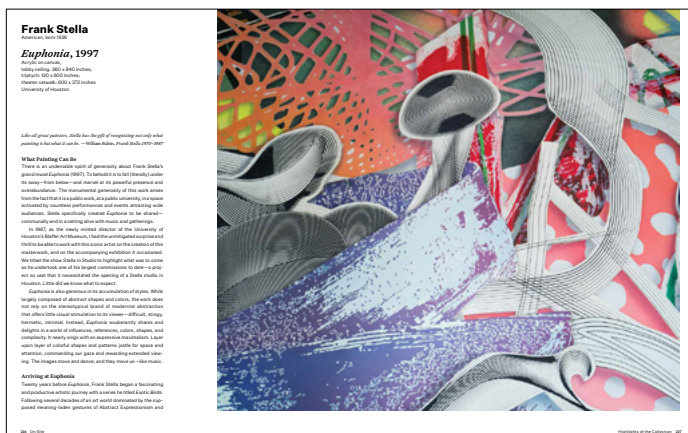 Frank Stella
American, born 1936
Euphonia, 1997
Acrylic on canvas,
lobby ceiling: 360 x 840 inches;
triptych: 120 x 600 inches;
theater catwalk: 600 x 372 inches
University of Houston
Like all great painters, Stella has the gift of recognizing not only what
painting is but what it can be. —William Rubin, Frank Stella 1970–1987
What Painting Can Be
There is an undeniable spirit of generosity about Frank Stella's
grand mural Euphonia (1997). To behold it is to fall (literally) under
its sway—from below—and marvel at its powerful presence and
overabundance. The monumental generosity of this work arises
from the fact that it is a public work, at a public university, in a space
activated by countless performances and events attracting wide
audiences. Stella specifically created Euphonia to be shared—
communally and in a setting alive with music and gatherings.
In 1997, as the newly minted director of the University of
Houston's Blaffer Art Museum, I had the unmitigated surprise and
thrill to be able to work with this iconic artist on the creation of this
masterwork, and on the accompanying exhibition it occasioned.
We titled the show Stella in Studio to highlight what was to come
as he undertook one of his largest commissions to date—a proj-
ect so vast that it necessitated the opening of a Stella studio in
Houston. Little did we know what to expect.
Euphonia is also generous in its accumulation of styles. While
largely composed of abstract shapes and colors, the work does
not rely on the stereotypical brand of modernist abstraction
that offers little visual stimulation to its viewer—difficult, stingy,
hermetic, minimal. Instead, Euphonia exuberantly shares and
delights in a world of influences, references, colors, shapes, and
complexity. It nearly sings with an expressive maximalism. Layer
upon layer of colorful shapes and patterns jostle for space and
attention, commanding our gaze and rewarding extended view-
ing. The images move and dance, and they move us—like music.
Arriving at Euphonia
Twenty years before Euphonia, Frank Stella began a fascinating
and productive artistic journey with a series he titled Exotic Birds.
Following several decades of an art world dominated by the sup-
posed meaning-laden gestures of Abstract Expressionism and
226 On Site
Highlights of the Collection 227